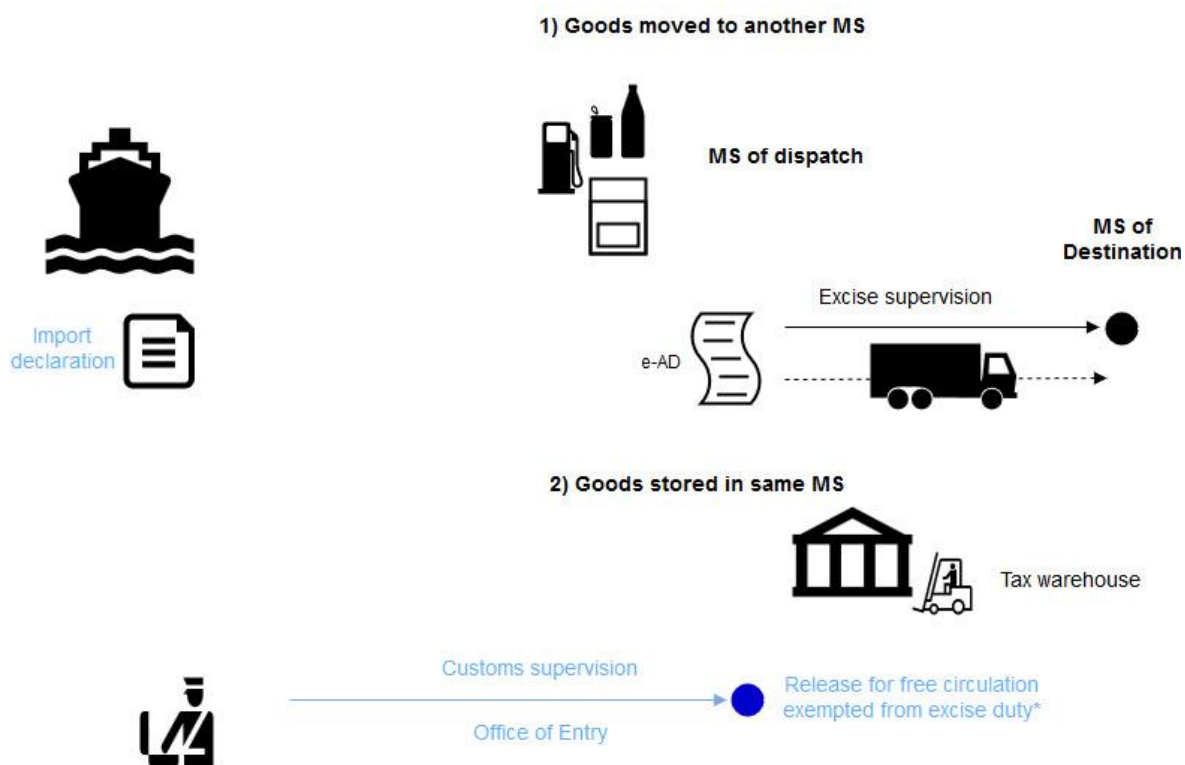 1) Goods moved to another MS
MS of dispatch
MS of
Destination
Import
declaration
Excise supervision
e-AD
2) Goods stored in same MS
Tax warehouse
Customs supervision
Office of Entry
Release for free circulation
exempted from excise duty*